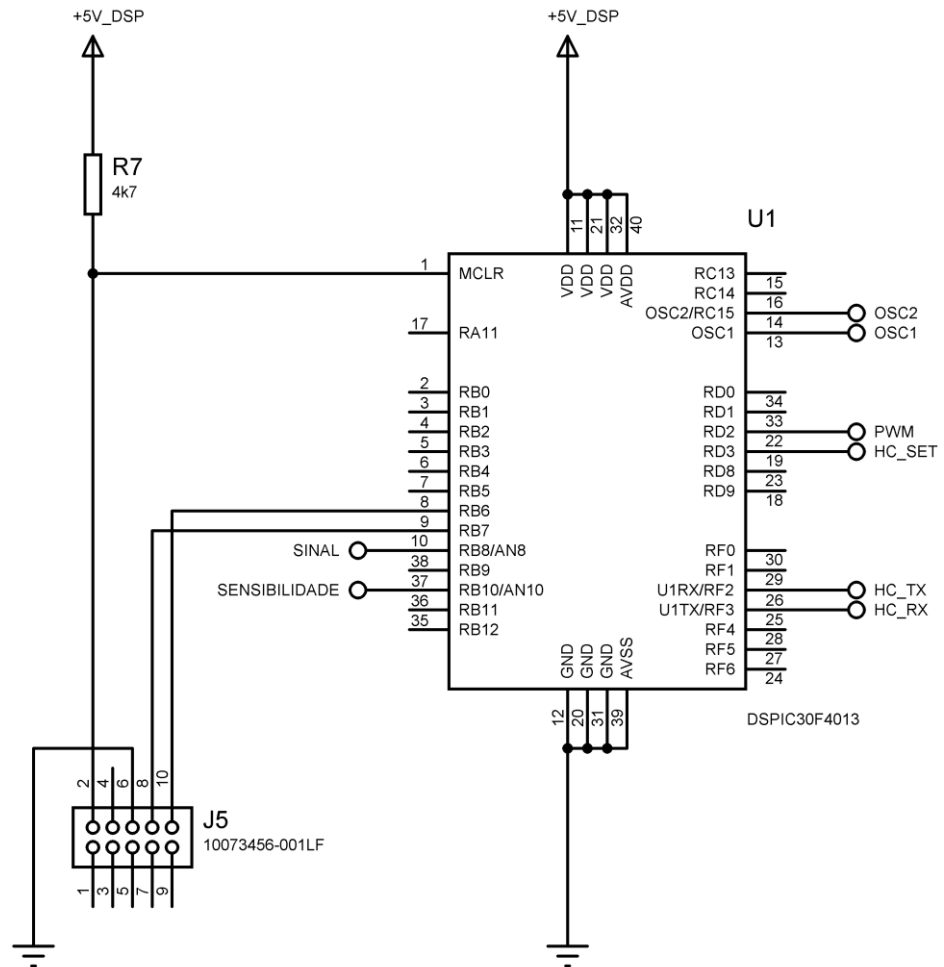 +5V_DSP
+5V_DSP
R7
4k7
U1
11
21
32
40
VDD
VDD
VDD
AVDD
1
MCLR
17
RA11
2
RB0
3
RB1
4
RB2
5
RB3
6
RB4
7
RB5
8
RB6
9
RB7
SINAL
10
RB8/AN8
38
RB9
SENSIBILIDADE
37
RB10/AN10
36
RB11
35
RB12
RC13
15
RC14
16
OSC2/RC15
14
OSC2
OSC1
13
OSC1
RD0
34
RD1
33
RD2
22
PWM
RD3
19
HC_SET
RD8
23
RD9
18
RF0
30
RF1
29
U1RX/RF2
26
HC_TX
U1TX/RF3
25
HC_RX
RF4
28
RF5
27
RF6
24
GND
GND
GND
AVSS
12
20
31
39
DSPIC30F4013
2
4
6
8
10
J5
10073456-001LF
1
3
5
7
9